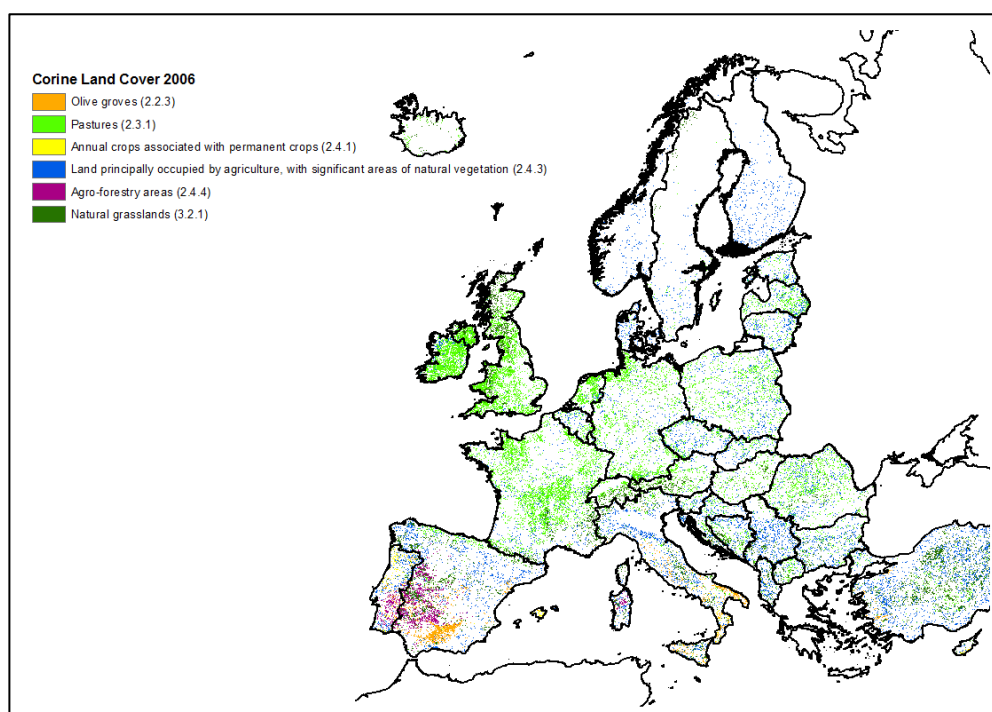 Corine Land Cover 2006
Olive groves (2.2.3)
Pastures (2.3.1)
Annual crops associated with permanent crops (2.4.1)
Land principally occupied by agriculture, with significant areas of natural vegetation (2.4.3)
Agro-forestry areas (2.4.4)
Natural grasslands (3.2.1)